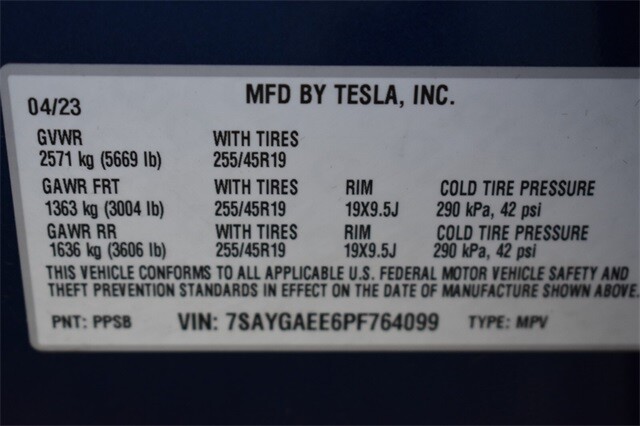 04/23 MFD BY TESLA, INC.
GVWR WITH TIRES
2571 kg (5669 lb) 255/45R19
GAWR FRT WITH TIRES RIM COLD TIRE PRESSURE
1363 kg (3004 lb) 255/45R19 19X9.5J 290 kPa, 42 psi
GAWR RR WITH TIRES RIM COLD TIRE PRESSURE
1636 kg (3606 lb) 255/45R19 19X9.5J 290 kPa, 42 psi
THIS VEHICLE CONFORMS TO ALL APPLICABLE U.S. FEDERAL MOTOR VEHICLE SAFETY AND
THEFT PREVENTION STANDARDS IN EFFECT ON THE DATE OF MANUFACTURE SHOWN ABOVE.
PNT: PPSB VIN: 7SAYGAEE6PF764099 TYPE: MPV